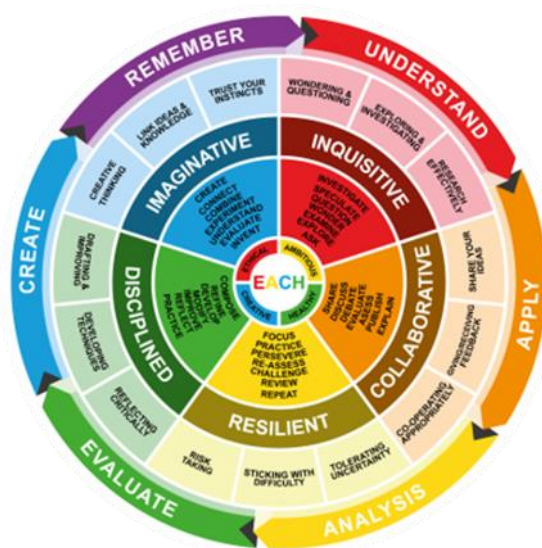 REMEMBER
UNDERSTAND
APPLY
ANALYSIS
EVALUATE
CREATE
TRUST YOUR
INSTINCTS
LINK IDEAS &
KNOWLEDGE
CREATIVE
THINKING
IMAGINATIVE
CREATE
CONNECT
COMBINE
EXPERIMENT
UNDERSTAND
EVALUATE
INVENT
WONDERING &
QUESTIONING
EXPLORING &
INVESTIGATING
RESEARCH
EFFECTIVELY
INQUISITIVE
INVESTIGATE
SPECULATE
QUESTION
PONDER
EXAMINE
EXPLORE
ASK
SHARE YOUR
IDEAS
GIVING/RECEIVING
FEEDBACK
CO-OPERATING
APPROPRIATELY
COLLABORATIVE
SHARE
DISCUSS
DEBATE
EVALUATE
ASESS
PUBLISH
EXPLAIN
TOLERATING
UNCERTAINTY
STICKING WITH
DIFFICULTY
RISK
TAKING
RESILIENT
FOCUS
PRACTICE
PERSEVERE
RE-ASSESS
CHALLENGE
REVIEW
REPEAT
REFLECTING
CRITICALLY
DEVELOPING
TECHNIQUES
DRAFTING &
IMPROVING
DISCIPLINED
COMPOSE
REFINE
DEVELOP
IMPROVE
REFLECT
PRACTICE
ETHICAL
AMBITIOUS
EACH
CREATIVE
HEALTHY